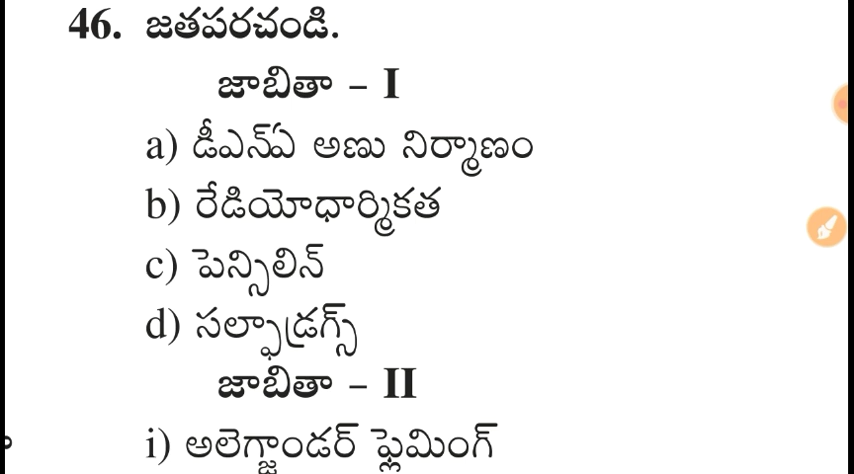 46. జతపరచండి.
జాబితా – I
a) డీఎన్ఏ అణు నిర్మాణం
b) రేడియోధార్మికత
c) పెన్సిలిన్
d) సల్ఫాడ్రగ్స్
జాబితా – II
i) అలెగ్జాండర్ ఫ్లెమింగ్